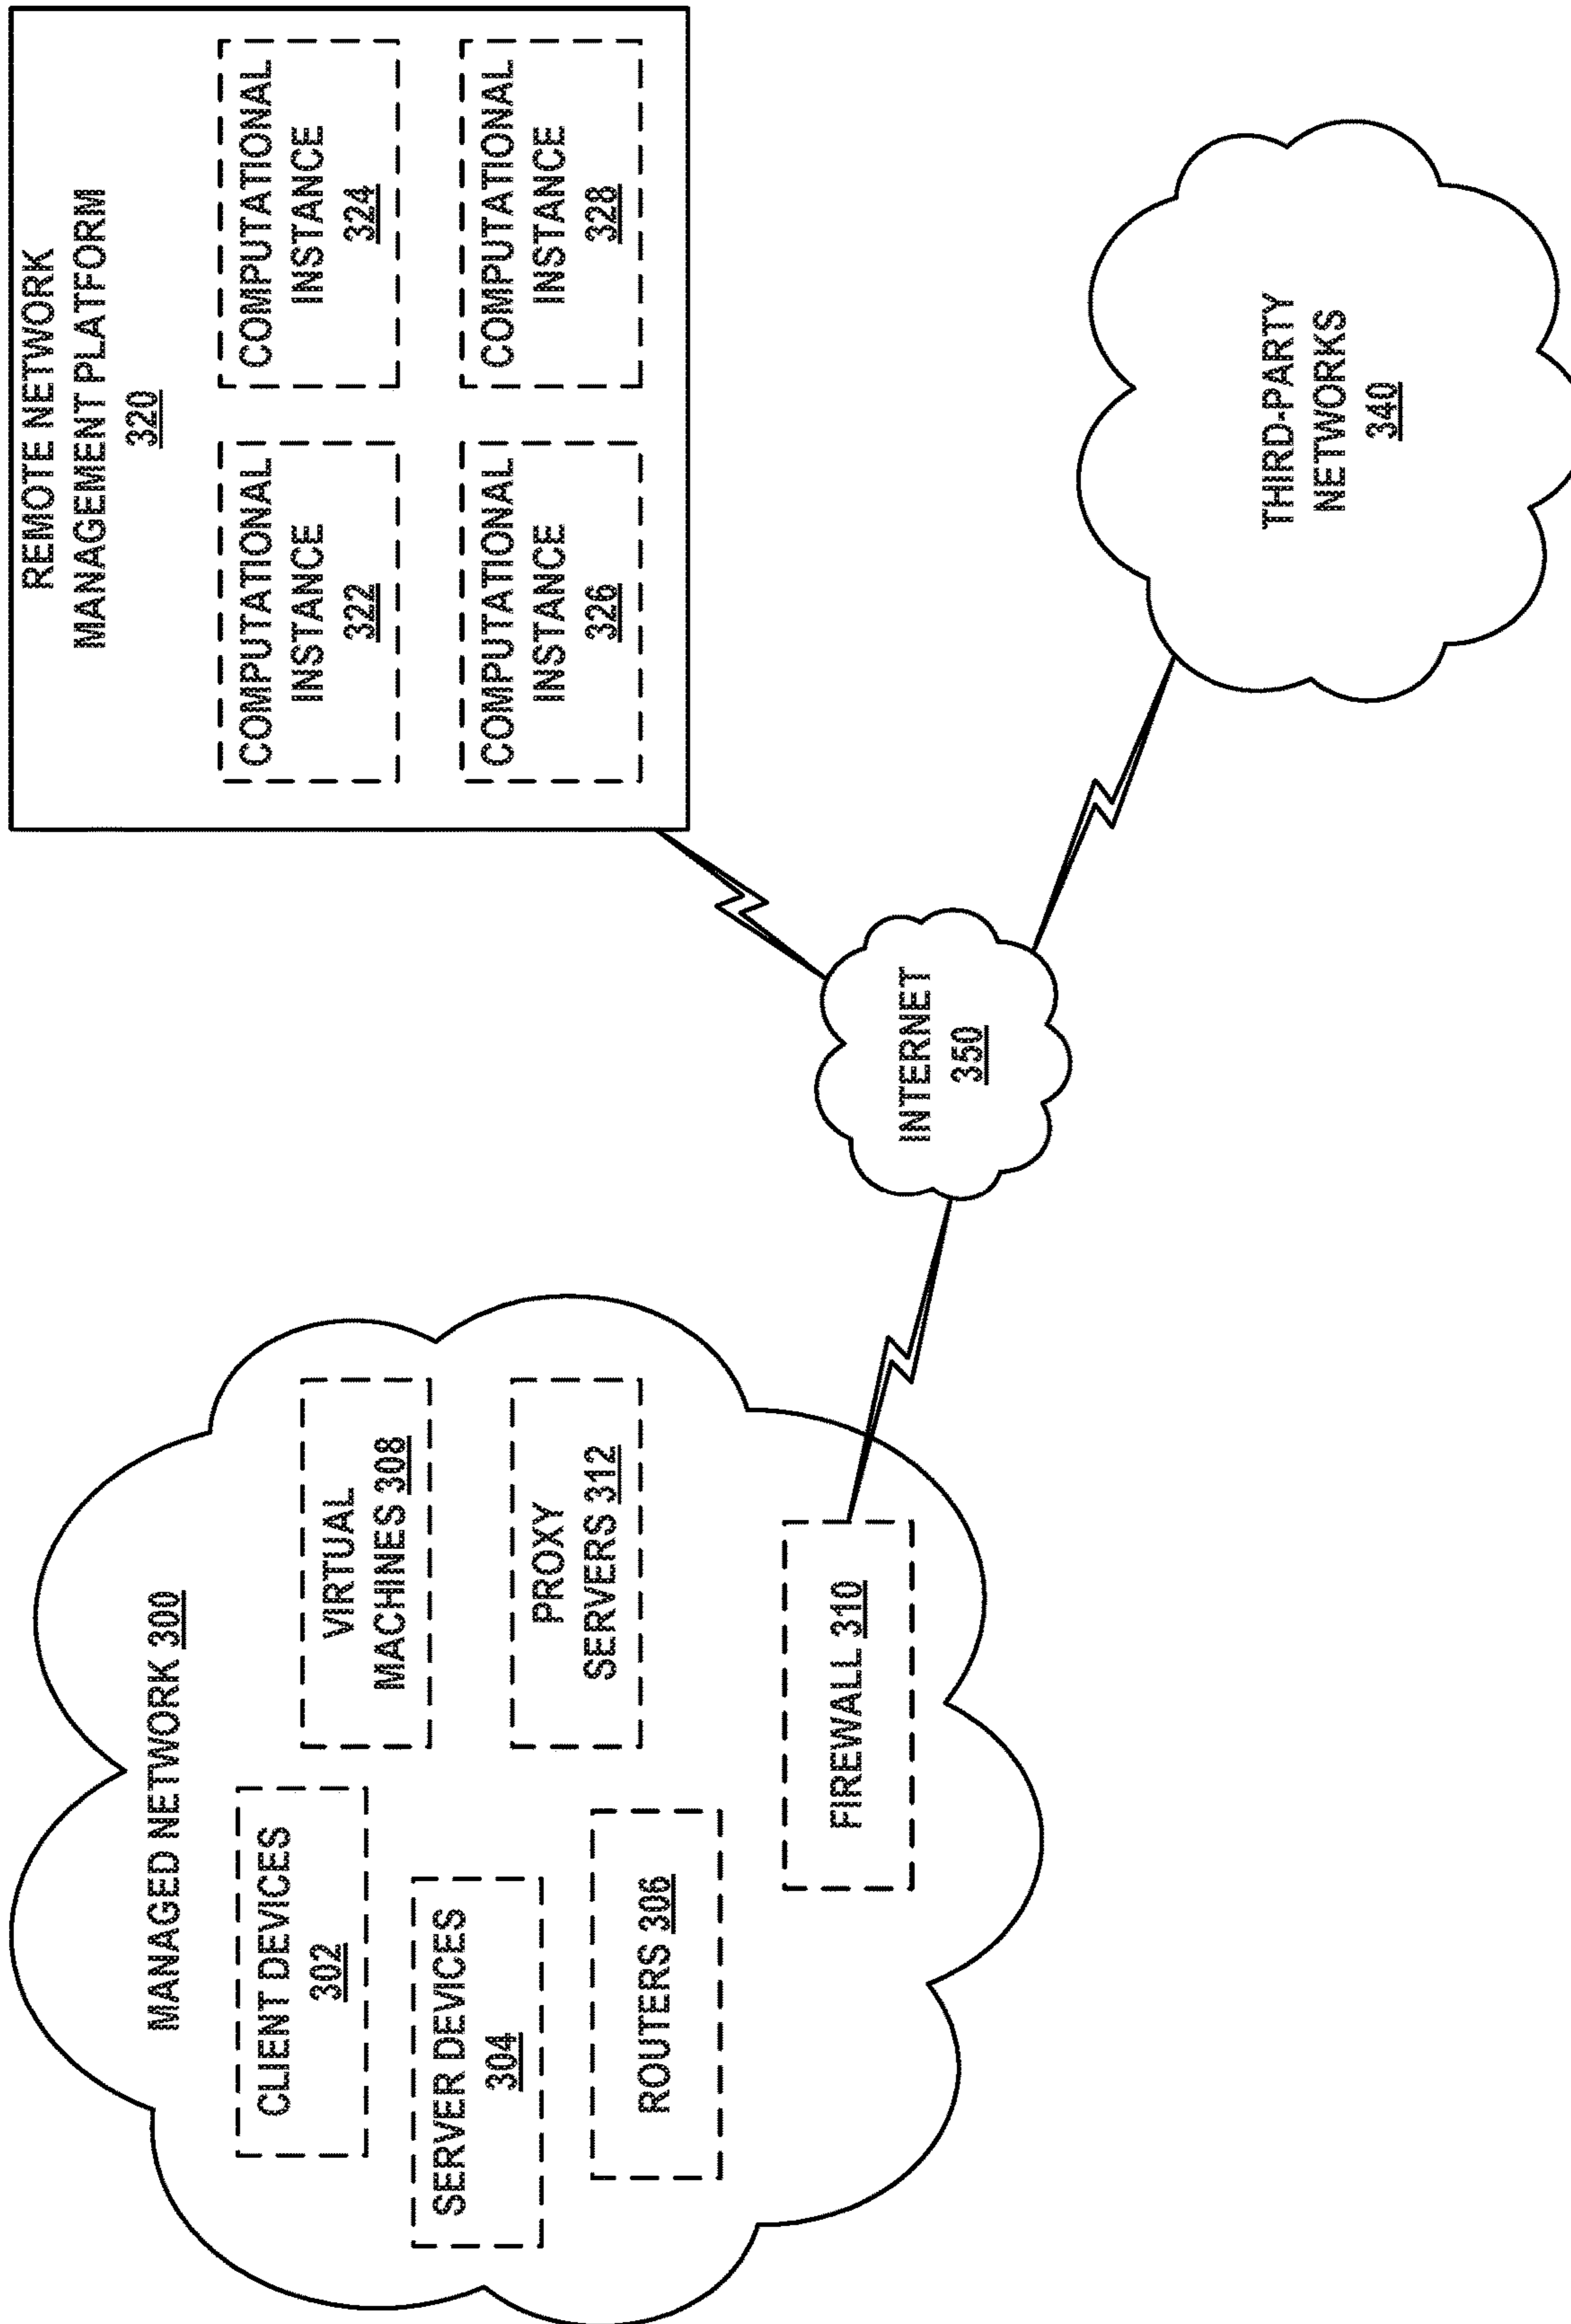 MANAGED NETWORK 300
CLIENT DEVICES
302
VIRTUAL
MACHINES 308
SERVER DEVICES
304
PROXY
SERVERS 312
ROUTERS 306
FIREWALL 310
INTERNET
350
REMOTE NETWORK
MANAGEMENT PLATFORM
320
COMPUTATIONAL
INSTANCE
322
COMPUTATIONAL
INSTANCE
324
COMPUTATIONAL
INSTANCE
326
COMPUTATIONAL
INSTANCE
328
THIRD-PARTY
NETWORKS
340